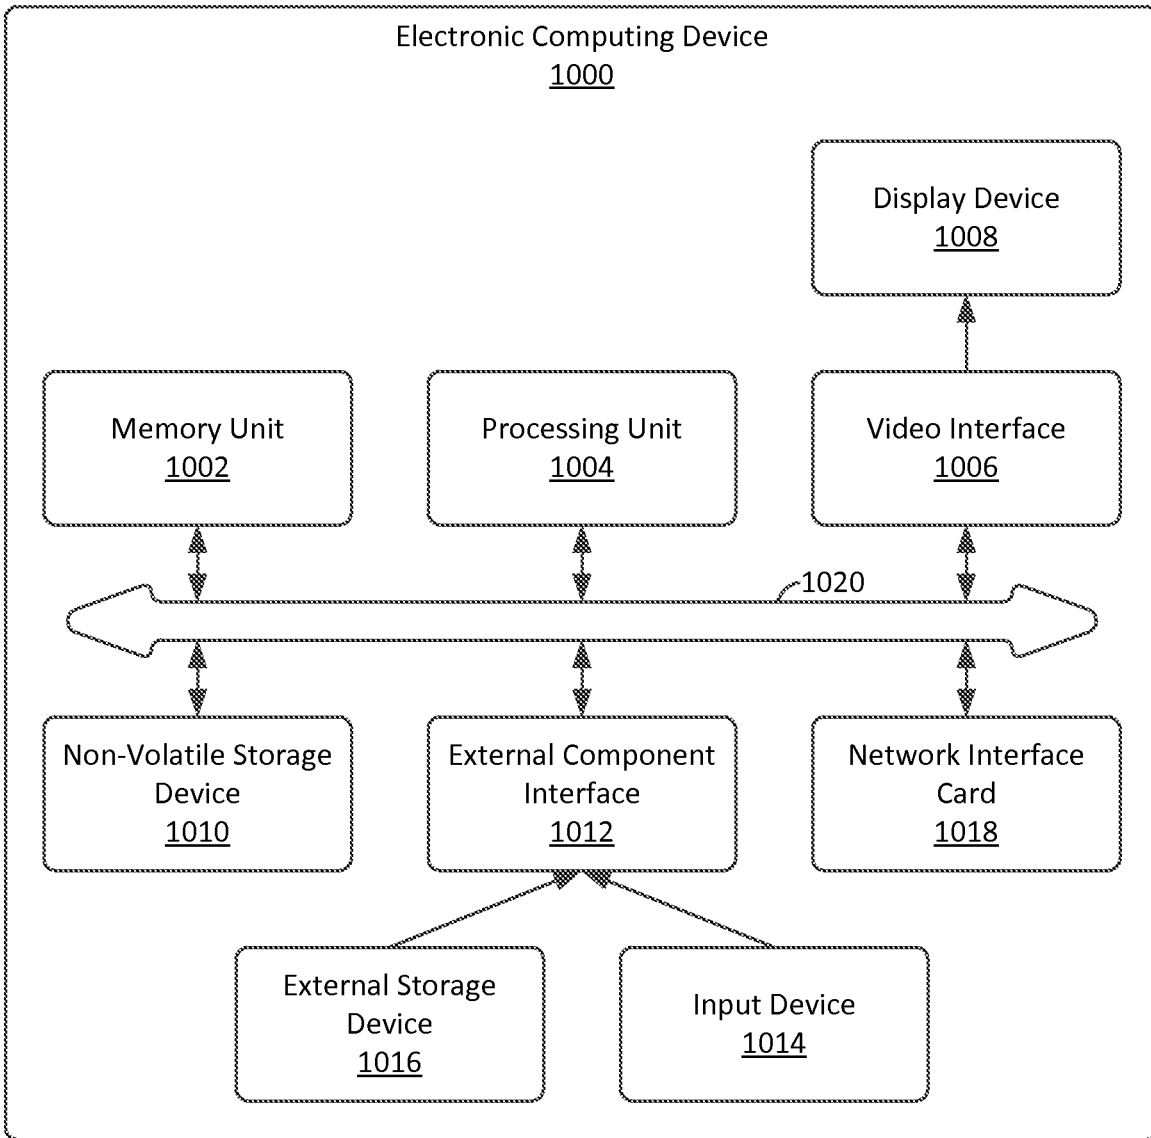 Electronic Computing Device
1000
Display Device
1008
Memory Unit
1002
Processing Unit
1004
Video Interface
1006
1020
Non-Volatile Storage
Device
1010
External Component
Interface
1012
Network Interface
Card
1018
External Storage
Device
1016
Input Device
1014